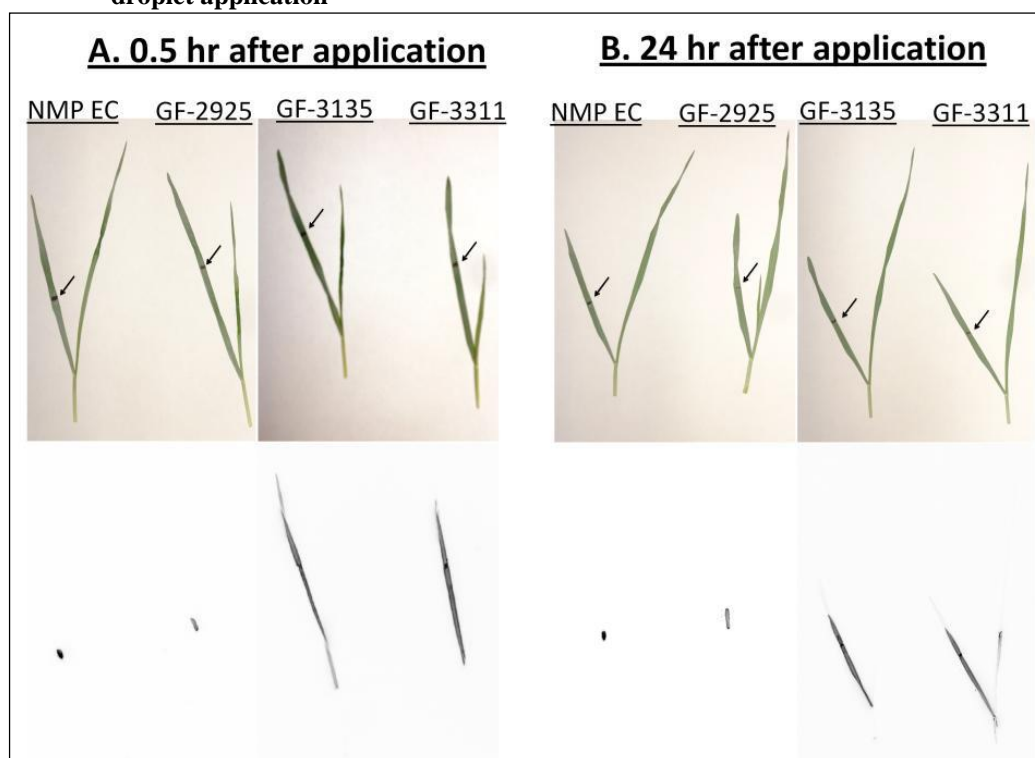 droplet application
A. 0.5 hr after application
B. 24 hr after application
NMP EC GF-2925 GF-3135 GF-3311
NMP EC GF-2925 GF-3135 GF-3311